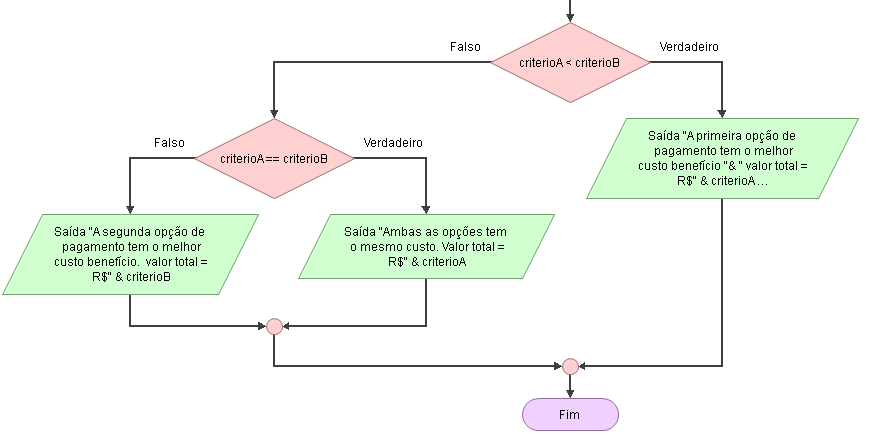 Falso
Verdadeiro
criterioA < criterioB
Falso
Verdadeiro
criterioA == criterioB
Saída "A primeira opção de
pagamento tem o melhor
custo benefício "& " valor total =
R$" & criterioA...
Saída "A segunda opção de
pagamento tem o melhor
custo benefício.  valor total =
R$" & criterioB
Saída "Ambas as opções tem
o mesmo custo. Valor total =
R$" & criterioA
Fim